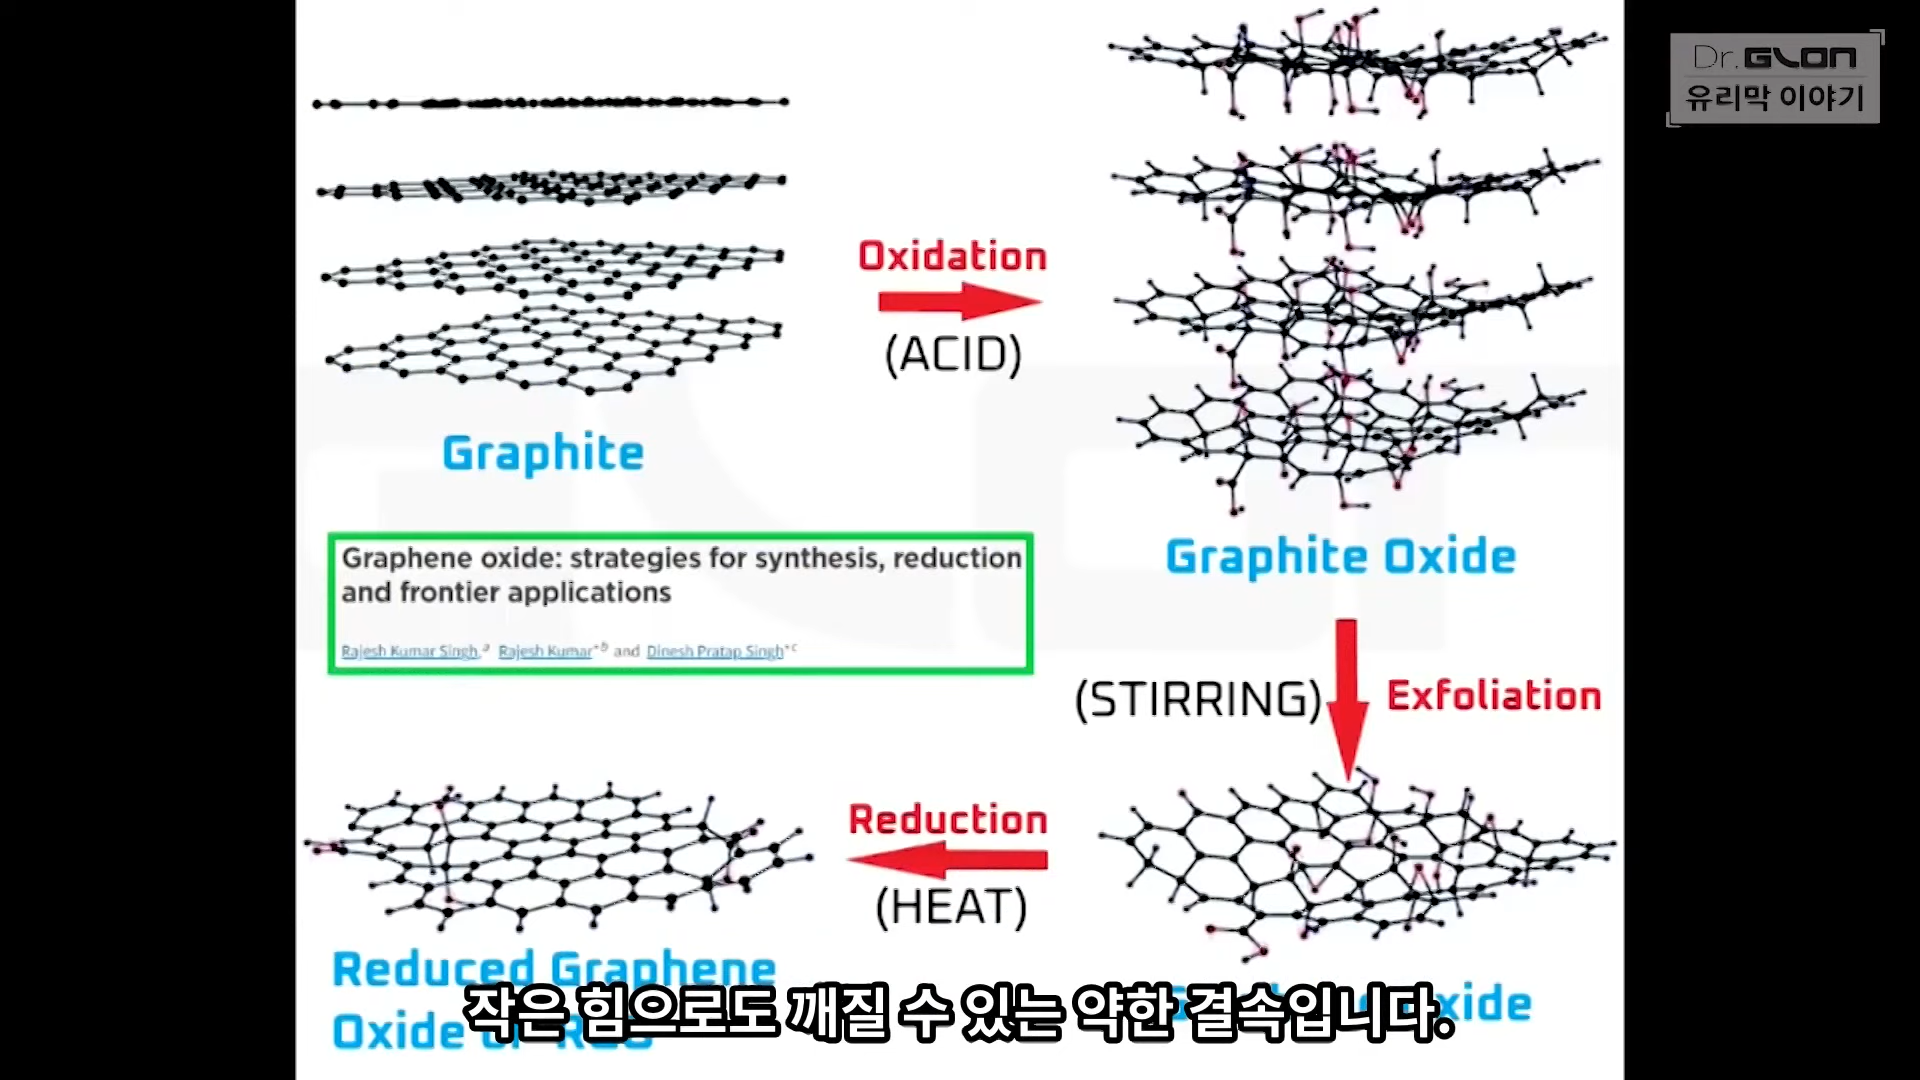 Dr. GLON
유리막 이야기
Oxidation
(ACID)
Graphite
Graphite Oxide
Graphene oxide: strategies for synthesis, reduction
and frontier applications
Rajesh Kumar Singh,ᵃ Rajesh Kumar*ᵇ and Dinesh Pratap Singh*ᶜ
(STIRRING)
Exfoliation
Reduction
(HEAT)
Reduced Graphene
Oxide or
작은 힘으로도 깨질 수 있는 약한 결속입니다.